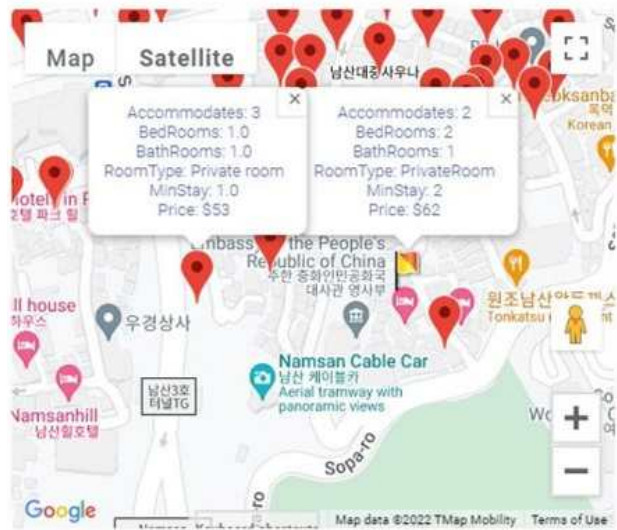 Map
Satellite
남산대중사우나
Accommodates: 3
BedRooms: 1.0
BathRooms: 1.0
RoomType: Private room
MinStay: 1.0
Price: $53
Accommodates: 2
BedRooms: 2
BathRooms: 1
RoomType: PrivateRoom
MinStay: 2
Price: $62
Korean
the People's
Republic of China
주한 중화인민공화국
대사관 영사부
우경상사
ll house
하우스
Namsanhill
남산힐호텔
남산3호
터널TG
Namsan Cable Car
남산 케이블카
Aerial tramway with
panoramic views
원조남산
Tonkatsu
Sopa-ro
Google
Map data ©2022 TMap Mobility
Terms of Use